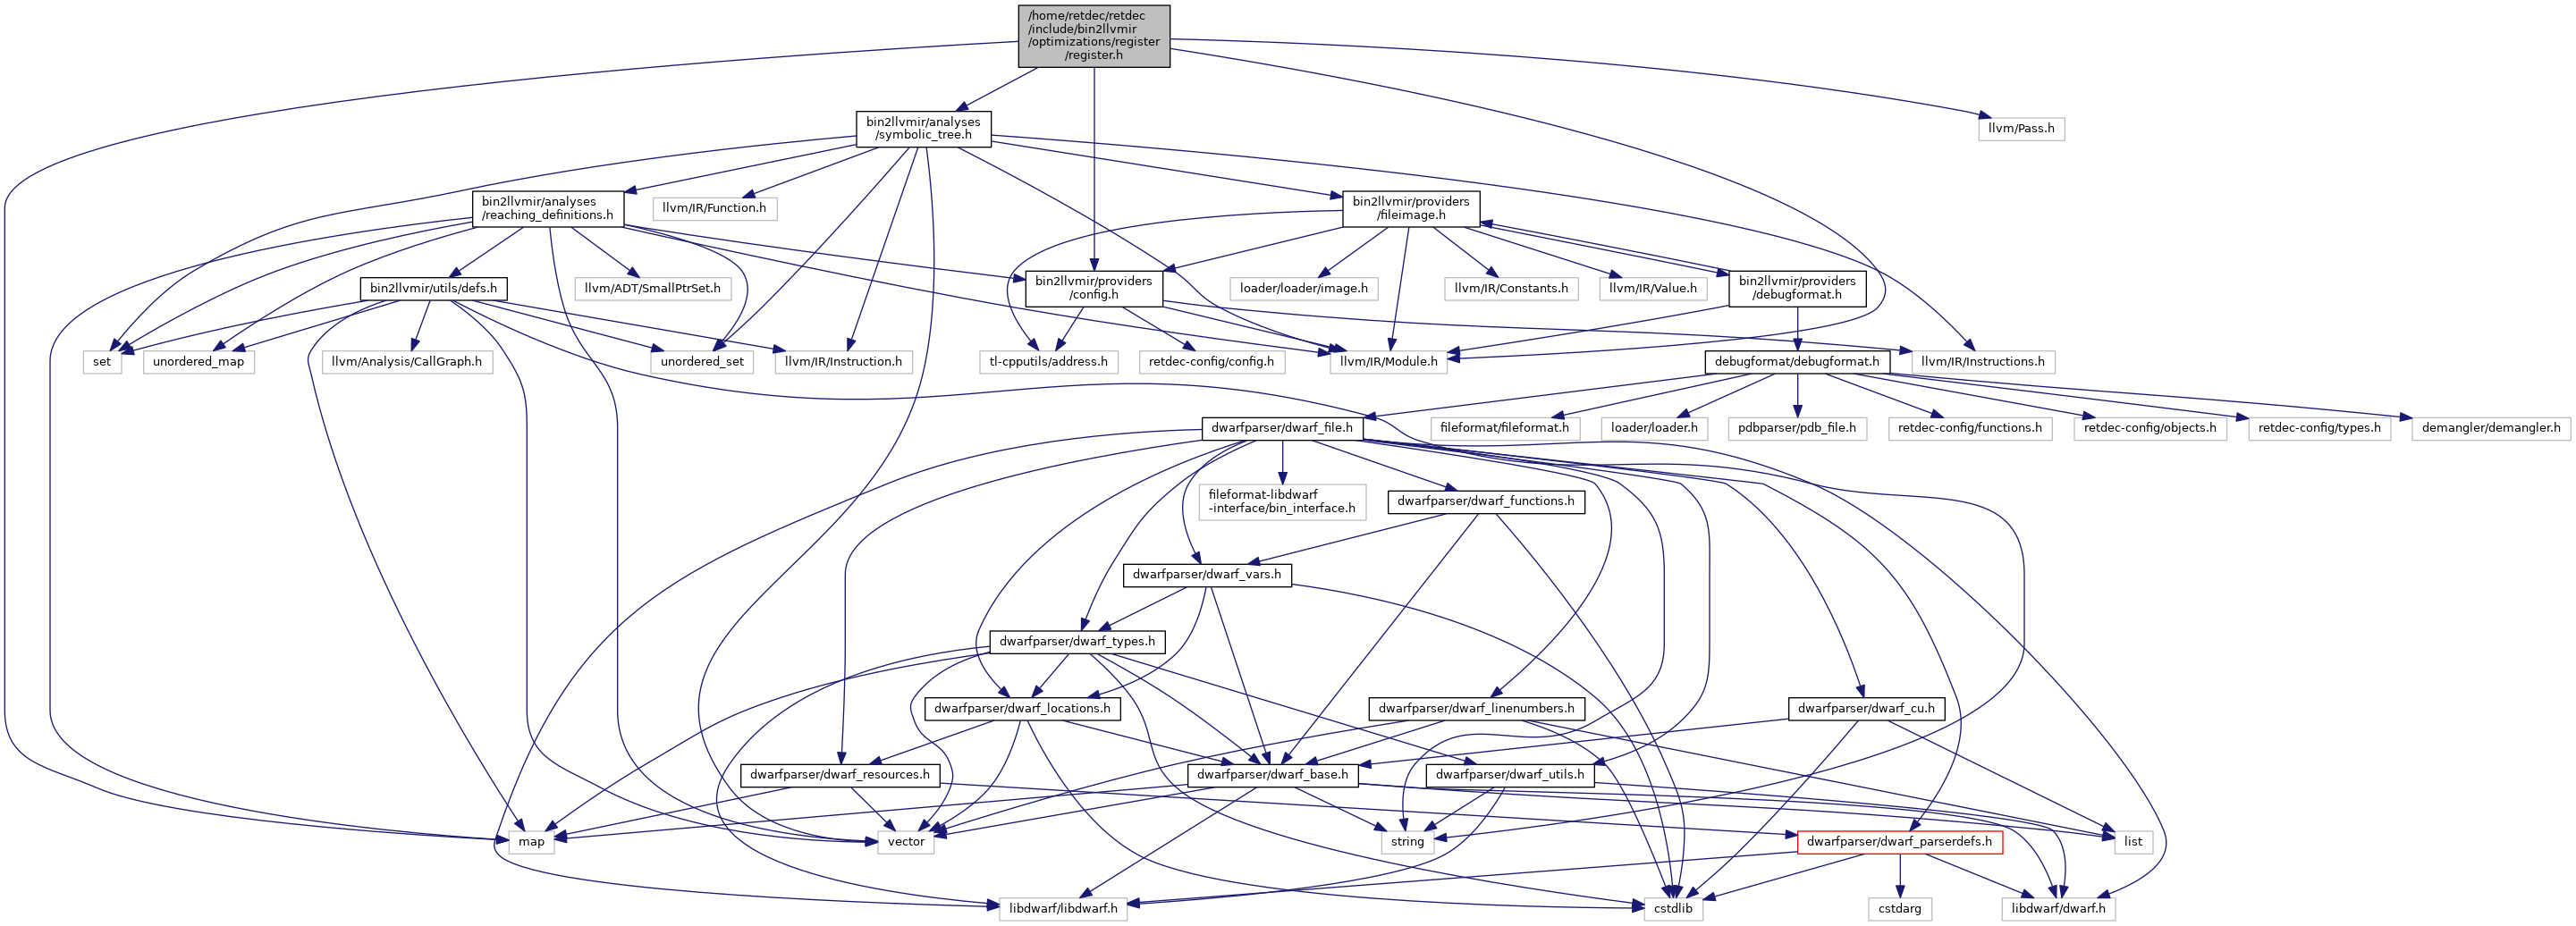 /home/retdec/retdec
/include/bin2llvmir
/optimizations/register
/register.h
bin2llvmir/analyses
/symbolic_tree.h
llvm/Pass.h
bin2llvmir/analyses
/reaching_definitions.h
llvm/IR/Function.h
bin2llvmir/providers
/fileimage.h
bin2llvmir/utils/defs.h
llvm/ADT/SmallPtrSet.h
bin2llvmir/providers
/config.h
loader/loader/image.h
llvm/IR/Constants.h
llvm/IR/Value.h
bin2llvmir/providers
/debugformat.h
set
unordered_map
llvm/Analysis/CallGraph.h
unordered_set
llvm/IR/Instruction.h
tl-cpputils/address.h
retdec-config/config.h
llvm/IR/Module.h
debugformat/debugformat.h
llvm/IR/Instructions.h
dwarfparser/dwarf_file.h
fileformat/fileformat.h
loader/loader.h
pdbparser/pdb_file.h
retdec-config/functions.h
retdec-config/objects.h
retdec-config/types.h
demangler/demangler.h
fileformat-libdwarf
-interface/bin_interface.h
dwarfparser/dwarf_functions.h
dwarfparser/dwarf_vars.h
dwarfparser/dwarf_types.h
dwarfparser/dwarf_locations.h
dwarfparser/dwarf_linenumbers.h
dwarfparser/dwarf_cu.h
dwarfparser/dwarf_resources.h
dwarfparser/dwarf_base.h
dwarfparser/dwarf_utils.h
map
vector
string
dwarfparser/dwarf_parserdefs.h
list
libdwarf/libdwarf.h
cstdlib
cstdarg
libdwarf/dwarf.h